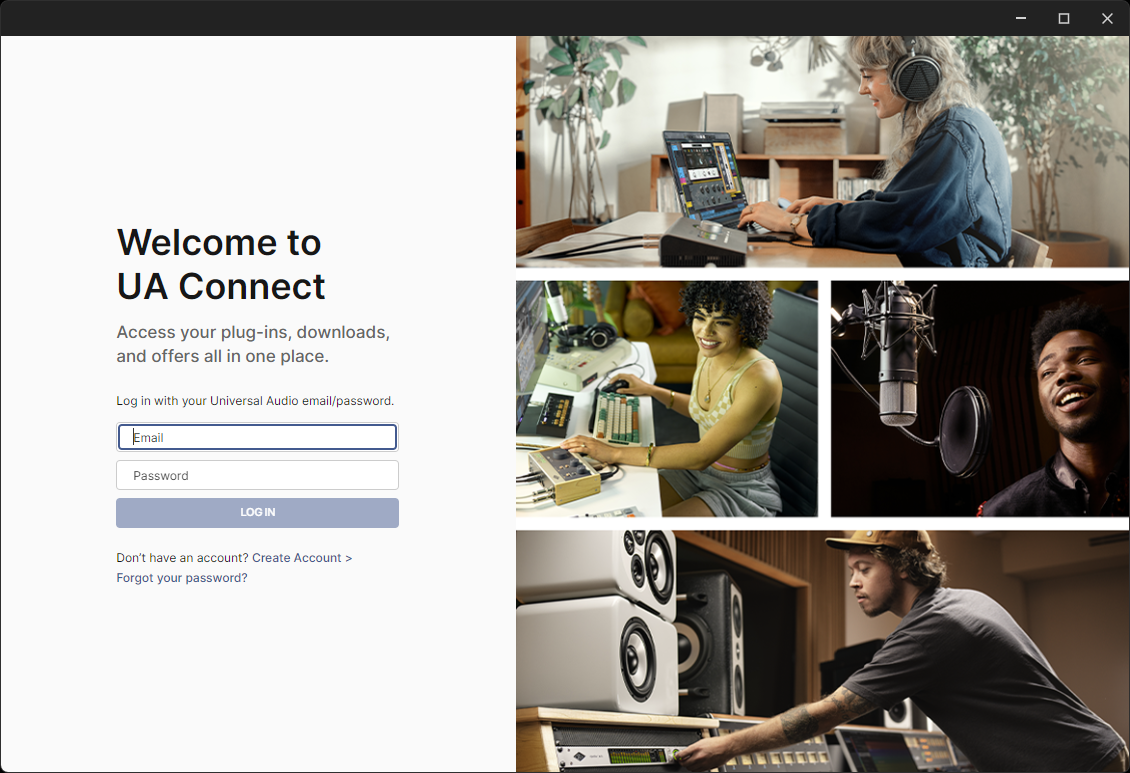 Welcome to
UA Connect
Access your plug-ins, downloads,
and offers all in one place.
Log in with your Universal Audio email/password.
Email
Password
LOG IN
Don’t have an account? Create Account >
Forgot your password?